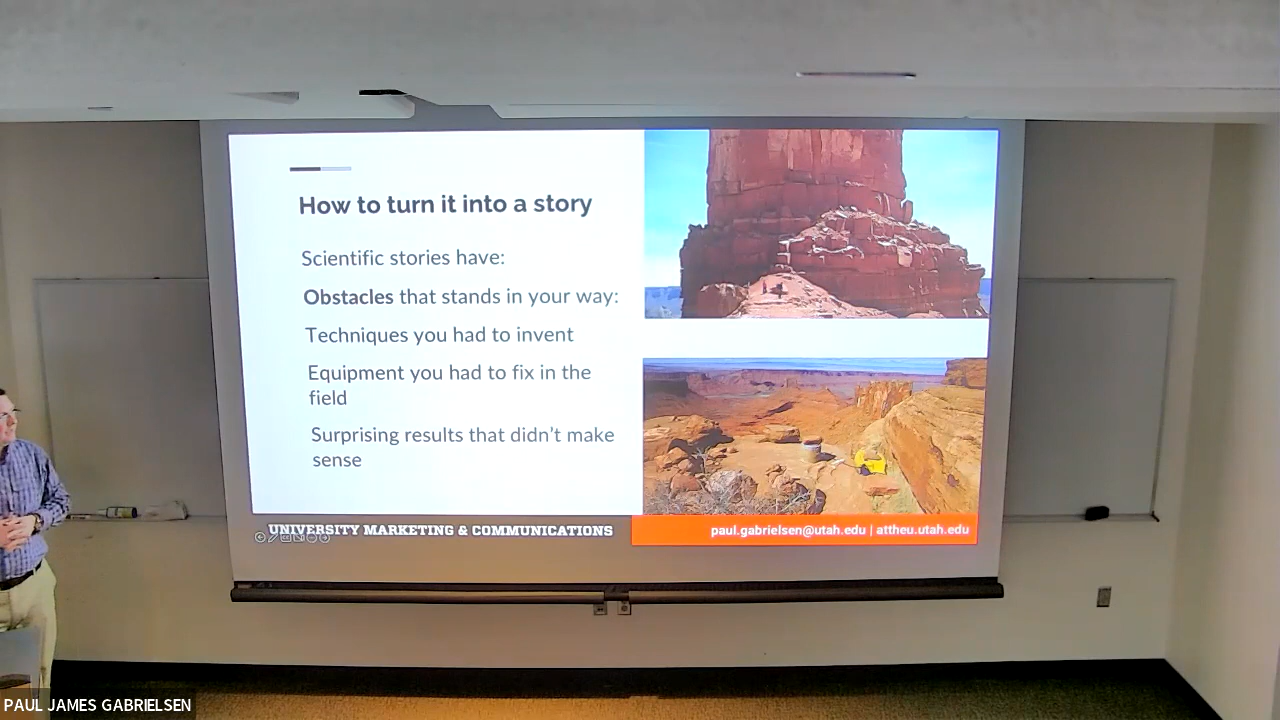 How to turn it into a story
Scientific stories have:
Obstacles that stands in your way:
Techniques you had to invent
Equipment you had to fix in the
field
Surprising results that didn't make
sense
UNIVERSITY MARKETING & COMMUNICATIONS
paul.gabrielsen@utah.edu | attheu.utah.edu
PAUL JAMES GABRIELSEN